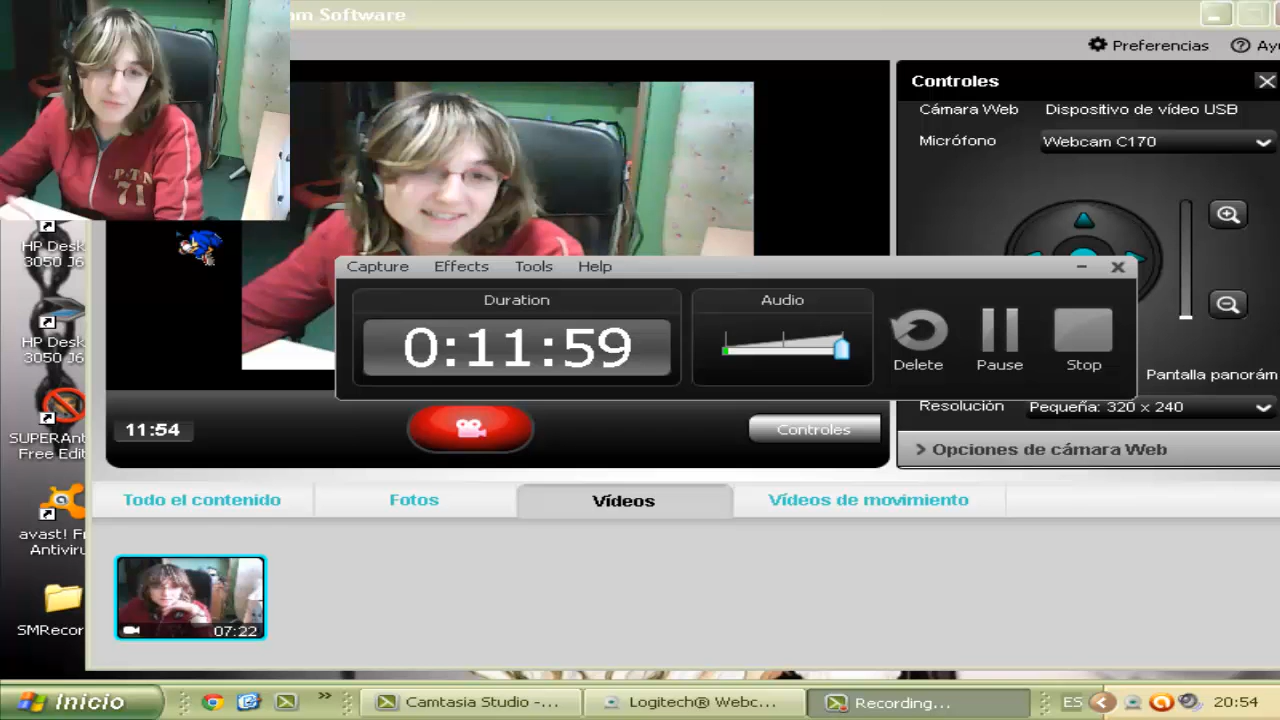 am Software
Preferencias
Ay
Controles
Cámara Web
Dispositivo de vídeo USB
Micrófono
Webcam C170
P.T.N
71
HP Desk
3050 J6
HP Desk
3050 J6
SUPERAnt
Free Edit
avast! Fr
Antiviru
SMRecor
Capture
Effects
Tools
Help
Duration
0:11:59
Audio
Delete
Pause
Stop
Pantalla panorám
Resolución
Pequeña: 320 x 240
11:54
Controles
> Opciones de cámara Web
Todo el contenido
Fotos
Vídeos
Vídeos de movimiento
07:22
Inicio
Camtasia Studio -...
Logitech® Webc...
Recording...
ES
20:54